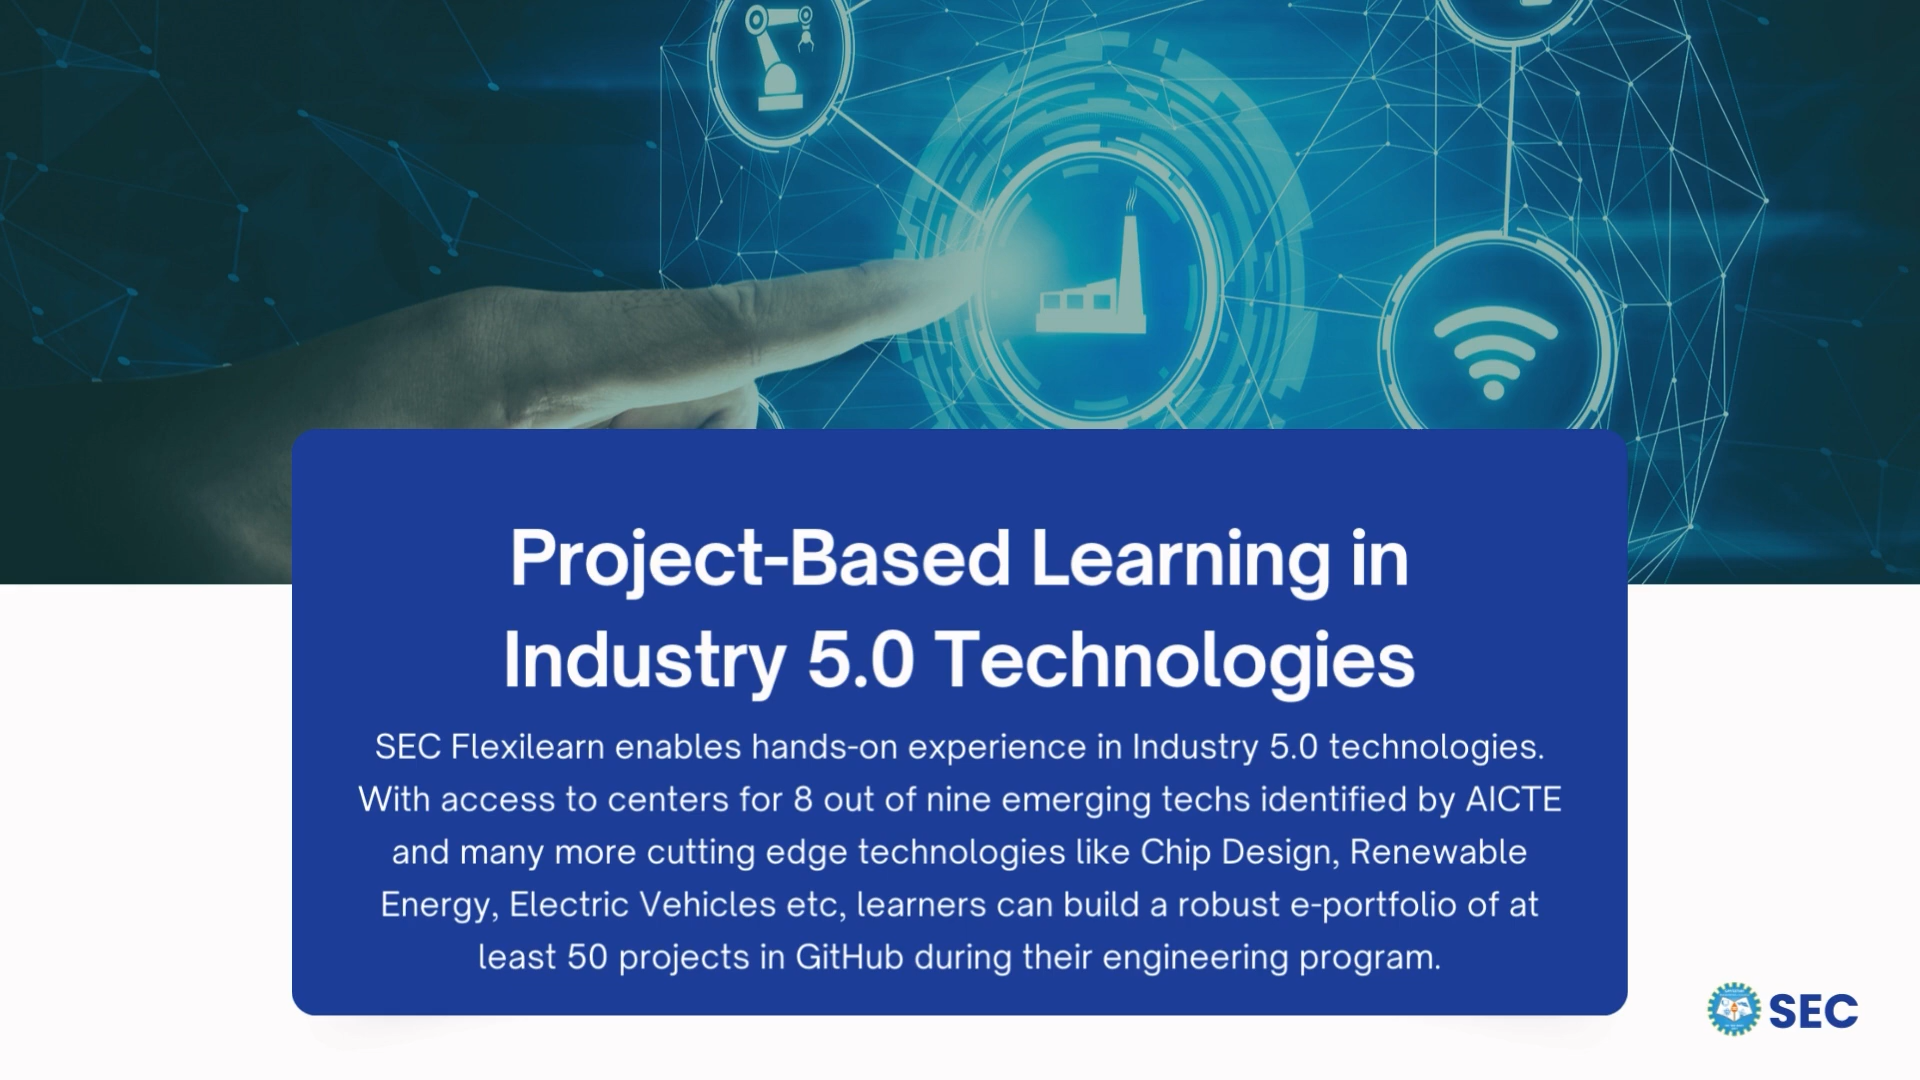 Project-Based Learning in
Industry 5.0 Technologies
SEC Flexilearn enables hands-on experience in Industry 5.0 technologies.
With access to centers for 8 out of nine emerging techs identified by AICTE
and many more cutting edge technologies like Chip Design, Renewable
Energy, Electric Vehicles etc, learners can build a robust e-portfolio of at
least 50 projects in GitHub during their engineering program.
SEC